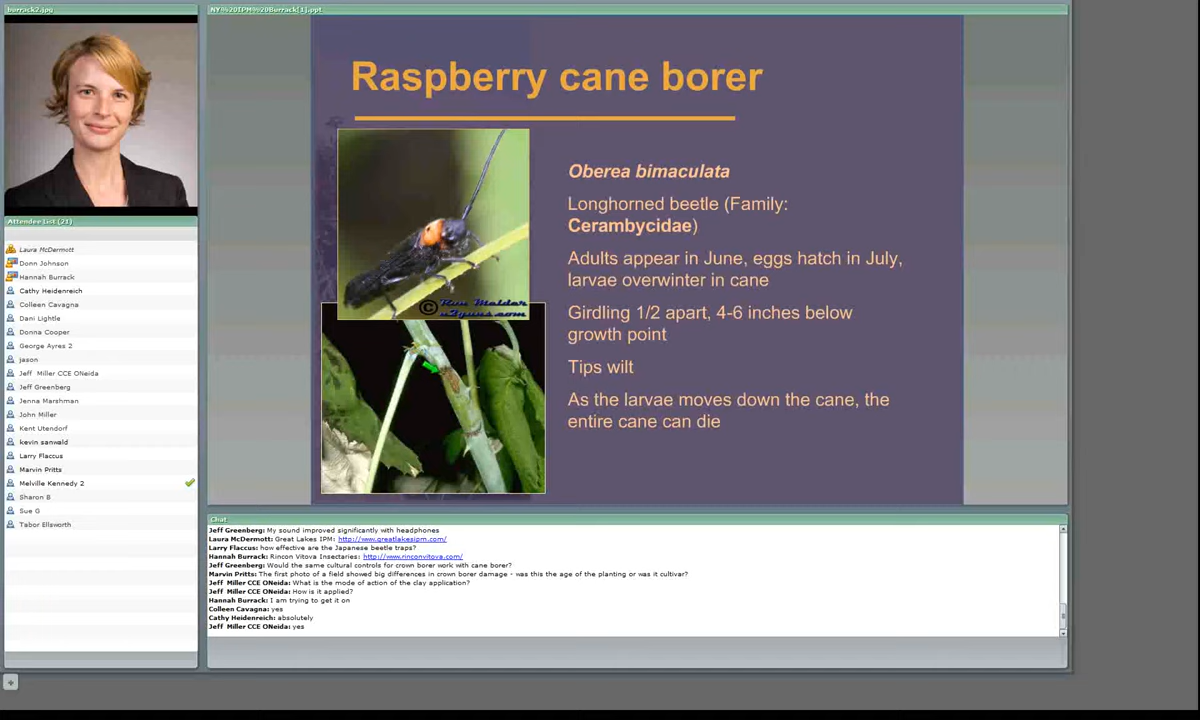 burrack2.jpg
NY%20IPM%20Burrack[1].ppt
Raspberry cane borer
Oberea bimaculata
Longhorned beetle (Family:
Cerambycidae)
Adults appear in June, eggs hatch in July,
larvae overwinter in cane
Girdling 1/2 apart, 4-6 inches below
growth point
Tips wilt
As the larvae moves down the cane, the
entire cane can die
Attendee List (21)
Laura McDermott
Donn Johnson
Hannah Burrack
Cathy Heidenreich
Colleen Cavagna
Dani Lightle
Donna Cooper
George Ayres 2
jason
Jeff Miller CCE ONeida
Jeff Greenberg
Jenna Marshman
John Miller
Kent Utendorf
kevin sanwald
Larry Flaccus
Marvin Pritts
Melville Kennedy 2
Sharon B
Sue G
Tabor Ellsworth
Chat
Jeff Greenberg: My sound improved significantly with headphones
Laura McDermott: Great Lakes IPM: http://www.greatlakesipm.com/
Larry Flaccus: how effective are the Japanese beetle traps?
Hannah Burrack: Rincon Vitova Insectaries: http://www.rinconvitova.com/
Jeff Greenberg: Would the same cultural controls for crown borer work with cane borer?
Marvin Pritts: The first photo of a field showed big differences in crown borer damage - was this the age of the planting or was it cultivar?
Jeff Miller CCE ONeida: What is the mode of action of the clay application?
Jeff Miller CCE ONeida: How is it applied?
Hannah Burrack: I am trying to get it on
Colleen Cavagna: yes
Cathy Heidenreich: absolutely
Jeff Miller CCE ONeida: yes